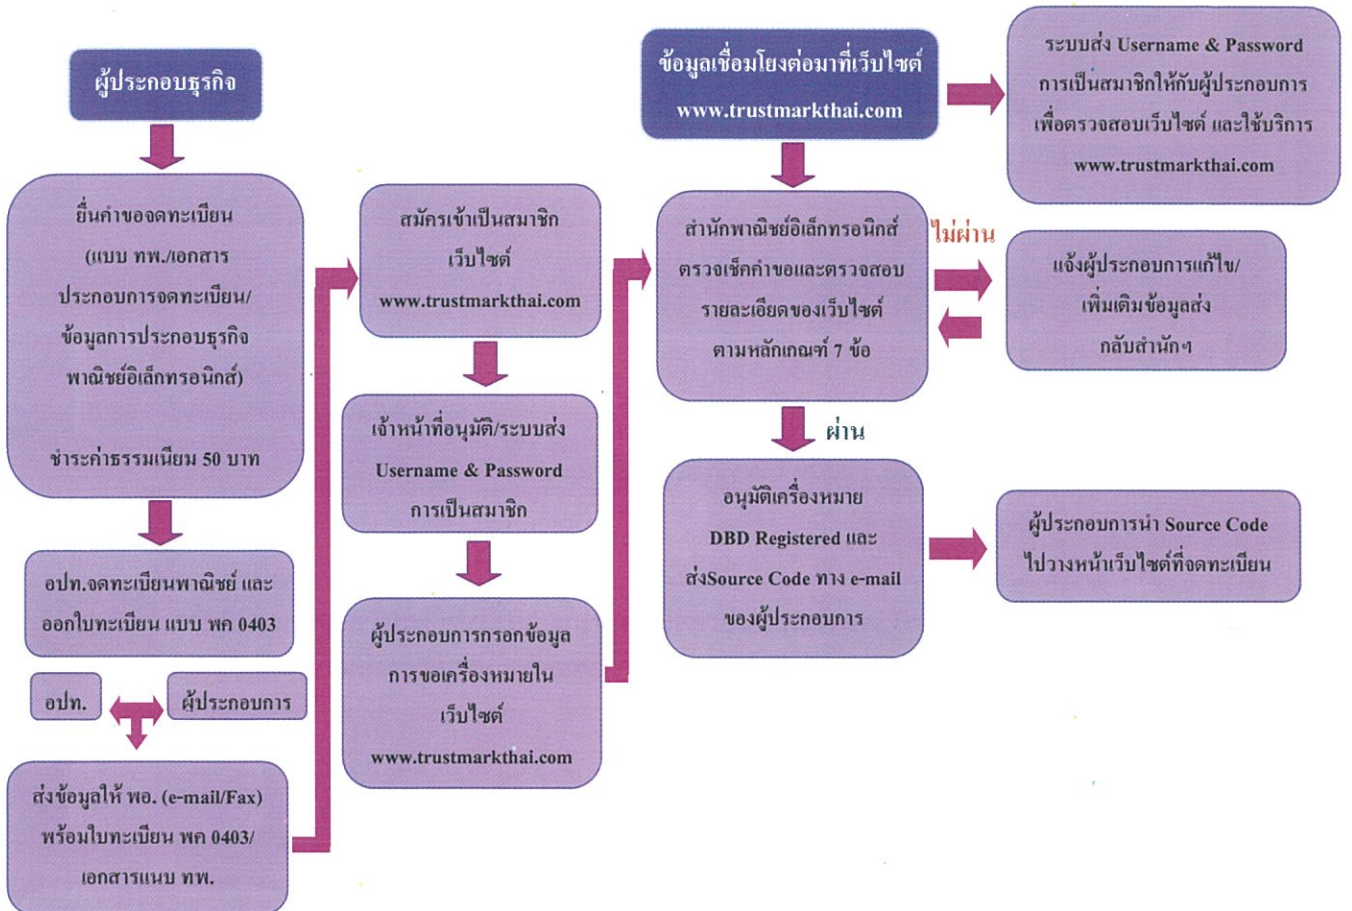 ผู้ประกอบธุรกิจ
ยื่นคำขอจดทะเบียน
(แบบ ทพ./เอกสาร
ประกอบการจดทะเบียน/
ข้อมูลการประกอบธุรกิจ
พาณิชย์อิเล็กทรอนิกส์)
ชำระค่าธรรมเนียม 50 บาท
อปท.จดทะเบียนพาณิชย์ และ
ออกใบทะเบียน แบบ พค 0403
อปท.
ผู้ประกอบการ
ส่งข้อมูลให้ พอ. (e-mail/Fax)
พร้อมใบทะเบียน พค 0403/
เอกสารแนบ ทพ.
สมัครเข้าเป็นสมาชิก
เว็บไซต์
www.trustmarkthai.com
เจ้าหน้าที่อนุมัติ/ระบบส่ง
Username & Password
การเป็นสมาชิก
ผู้ประกอบการกรอกข้อมูล
การขอเครื่องหมายใน
เว็บไซต์
www.trustmarkthai.com
ข้อมูลเชื่อมโยงต่อมาที่เว็บไซต์
www.trustmarkthai.com
ระบบส่ง Username & Password
การเป็นสมาชิกให้กับผู้ประกอบการ
เพื่อตรวจสอบเว็บไซต์ และใช้บริการ
www.trustmarkthai.com
สำนักพาณิชย์อิเล็กทรอนิกส์
ตรวจเช็คคำขอและตรวจสอบ
รายละเอียดของเว็บไซต์
ตามหลักเกณฑ์ 7 ข้อ
ไม่ผ่าน
แจ้งผู้ประกอบการแก้ไข/
เพิ่มเติมข้อมูลส่ง
กลับสำนักฯ
ผ่าน
อนุมัติเครื่องหมาย
DBD Registered และ
ส่งSource Code ทาง e-mail
ของผู้ประกอบการ
ผู้ประกอบการนำ Source Code
ไปวางหน้าเว็บไซต์ที่จดทะเบียน